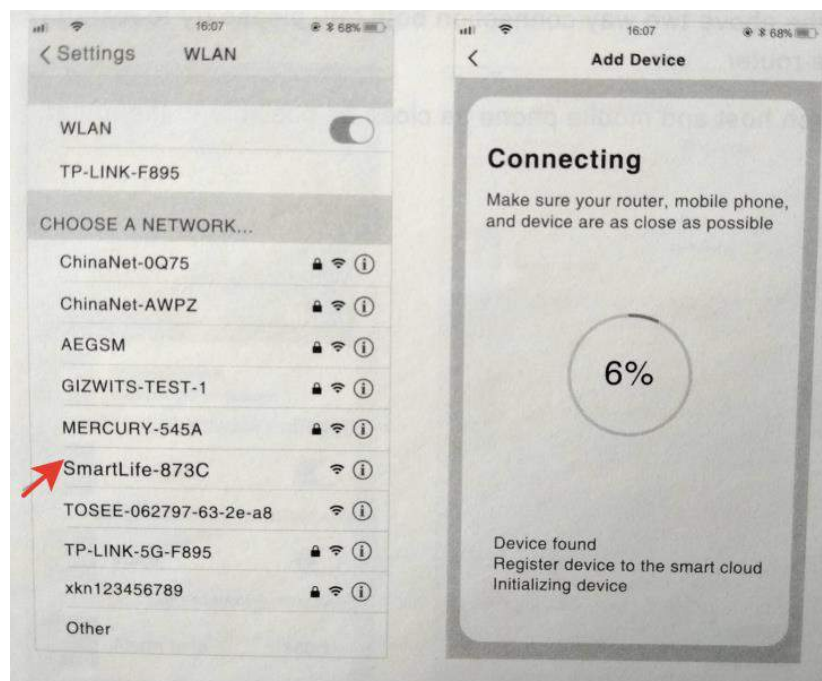 16:07
68%
Settings WLAN
WLAN
TP-LINK-F895
CHOOSE A NETWORK...
ChinaNet-0Q75
ChinaNet-AWPZ
AEGSM
GIZWITS-TEST-1
MERCURY-545A
SmartLife-873C
TOSEE-062797-63-2e-a8
TP-LINK-5G-F895
xkn123456789
Other
16:07
68%
Add Device
Connecting
Make sure your router, mobile phone,
and device are as close as possible
6%
Device found
Register device to the smart cloud
Initializing device